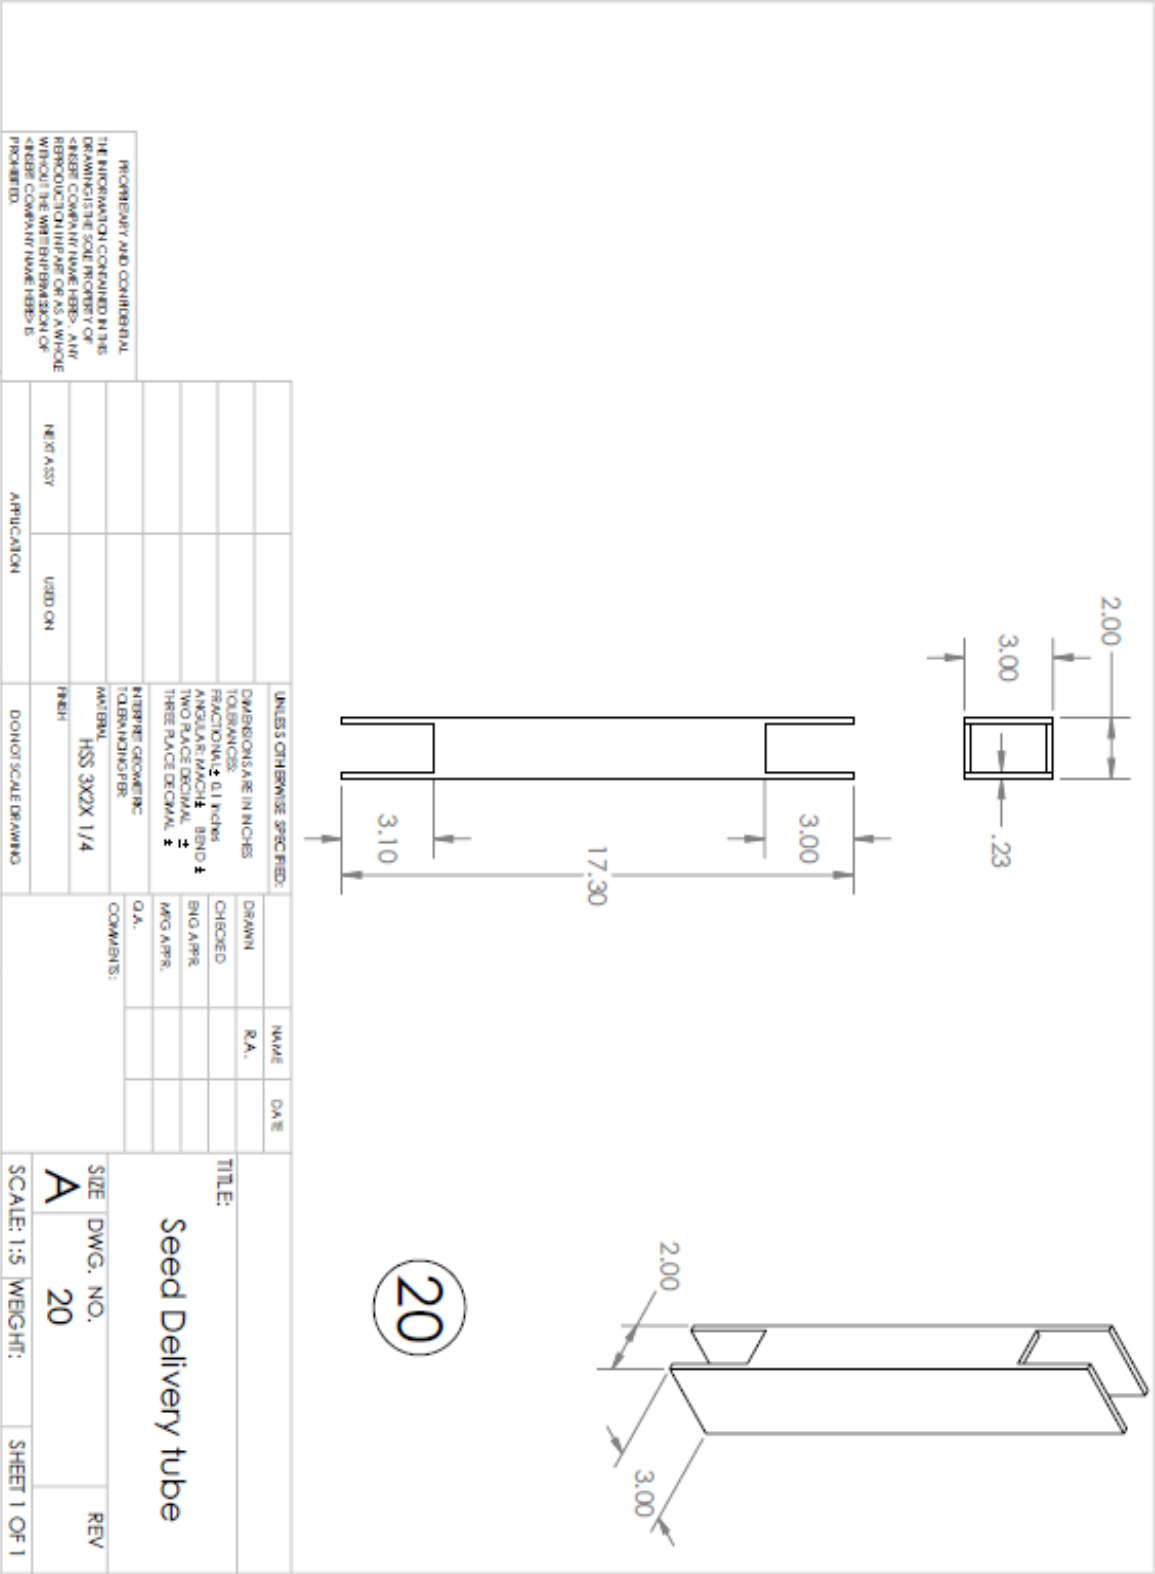 2.00
3.00
.23
3.00
3.10
17.30
2.00
3.00
20
PROPRIETARY AND CONFIDENTIAL
THE INFORMATION CONTAINED IN THIS
DRAWING IS THE SOLE PROPERTY OF
<INSERT COMPANY NAME HERE>. ANY
REPRODUCTION IN PART OR AS A WHOLE
WITHOUT THE WRITTEN PERMISSION OF
<INSERT COMPANY NAME HERE> IS
PROHIBITED.
NEXT ASSY
USED ON
APPLICATION
UNLESS OTHERWISE SPECIFIED:
DIMENSIONS ARE IN INCHES
TOLERANCES:
FRACTIONAL± 0.1 inches
ANGULAR: MACH± BEND ±
TWO PLACE DECIMAL ±
THREE PLACE DECIMAL ±
INTERPRET GEOMETRIC
TOLERANCING PER:
MATERIAL
HSS 3X2X 1/4
FINISH
DO NOT SCALE DRAWING
NAME
DATE
DRAWN
R.A.
CHECKED
ENG APPR.
MFG APPR.
Q.A.
COMMENTS:
TITLE:
Seed Delivery tube
SIZE
DWG. NO.
REV
A
20
SCALE: 1:5
WEIGHT:
SHEET 1 OF 1